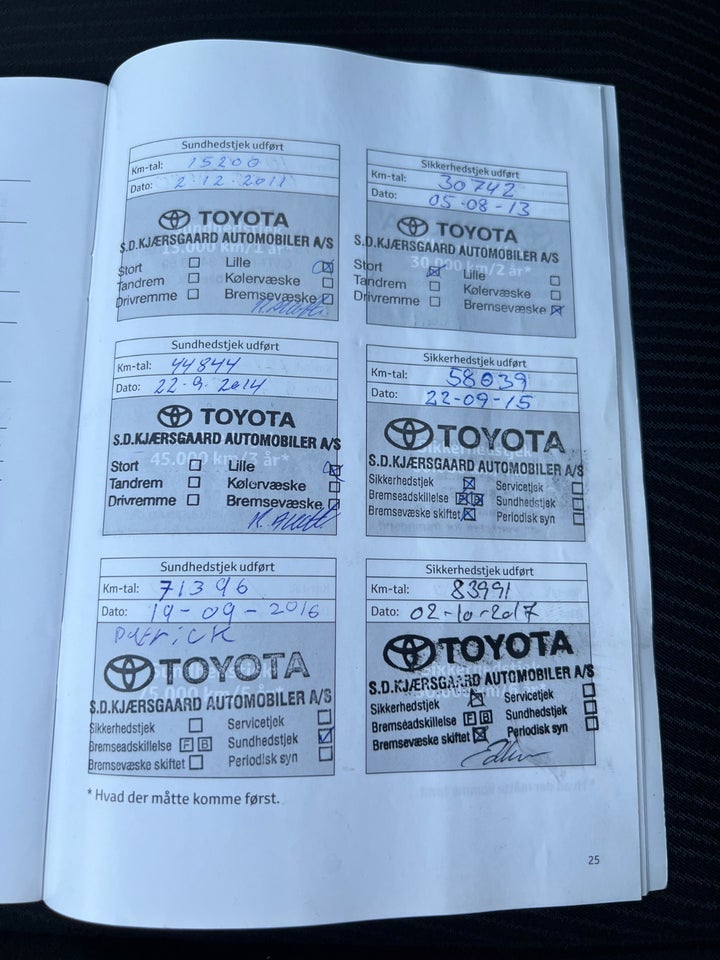 Sundhedstjek udført
Km-tal: 15200
Dato: 2.12.2011
TOYOTA
S.D.KJÆRSGAARD AUTOMOBILER A/S
15.000 km/1 år*
Stort Lille
Tandrem Kølervæske
Drivremme Bremsevæske
Sikkerhedstjek udført
Km-tal: 30742
Dato: 05-08-13
TOYOTA
S.D.KJÆRSGAARD AUTOMOBILER A/S
30.000 km/2 år*
Stort Lille
Tandrem Kølervæske
Drivremme Bremsevæske
Sundhedstjek udført
Km-tal: 44844
Dato: 22-9-2014
TOYOTA
S.D.KJÆRSGAARD AUTOMOBILER A/S
45.000 km/3 år*
Stort Lille
Tandrem Kølervæske
Drivremme Bremsevæske
Sikkerhedstjek udført
Km-tal: 58039
Dato: 22-09-15
TOYOTA
S.D.KJÆRSGAARD AUTOMOBILER A/S
Sikkerhedstjek Servicetjek
Bremseadskillelse F B Sundhedstjek
Bremsevæske skiftet Periodisk syn
Sundhedstjek udført
Km-tal: 71396
Dato: 19-09-2016
Patrick
TOYOTA
S.D.KJÆRSGAARD AUTOMOBILER A/S
Sikkerhedstjek Servicetjek
Bremseadskillelse F B Sundhedstjek
Bremsevæske skiftet Periodisk syn
Sikkerhedstjek udført
Km-tal: 83991
Dato: 02-10-2017
TOYOTA
S.D.KJÆRSGAARD AUTOMOBILER A/S
Sikkerhedstjek Servicetjek
Bremseadskillelse F B Sundhedstjek
Bremsevæske skiftet Periodisk syn
* Hvad der måtte komme først.
25